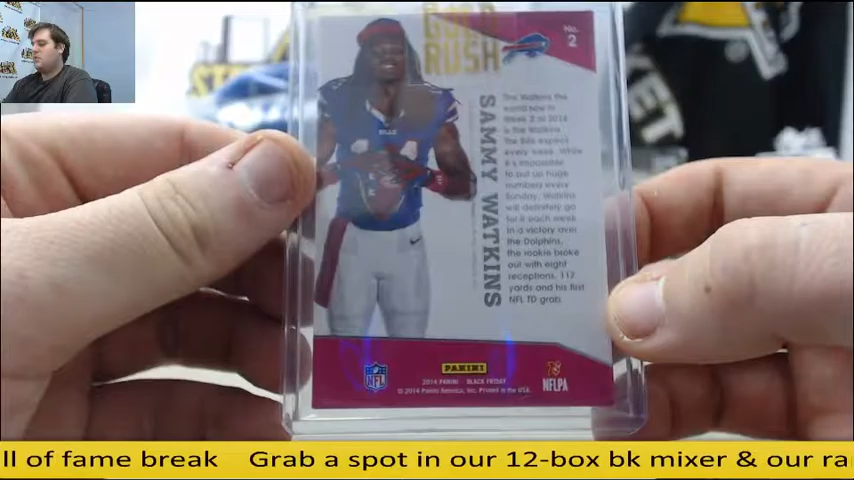 GOLD
RUSH
No.
2
SAMMY WATKINS
The Watkins the
world saw in
Week 2 in 2014
is the Watkins
The Bills expect
every week. While
it's impossible
to put up huge
numbers every
Sunday, Watkins
will definitely go
for it each week.
In a victory over
the Dolphins,
the rookie broke
out with eight
receptions, 117
yards and his first
NFL TD grab.
BILLS
NFL
PANINI
2014 PANINI - BLACK FRIDAY
© 2014 Panini America, Inc. Printed in the USA.
NFLPA
ll of fame break Grab a spot in our 12-box bk mixer & our ra